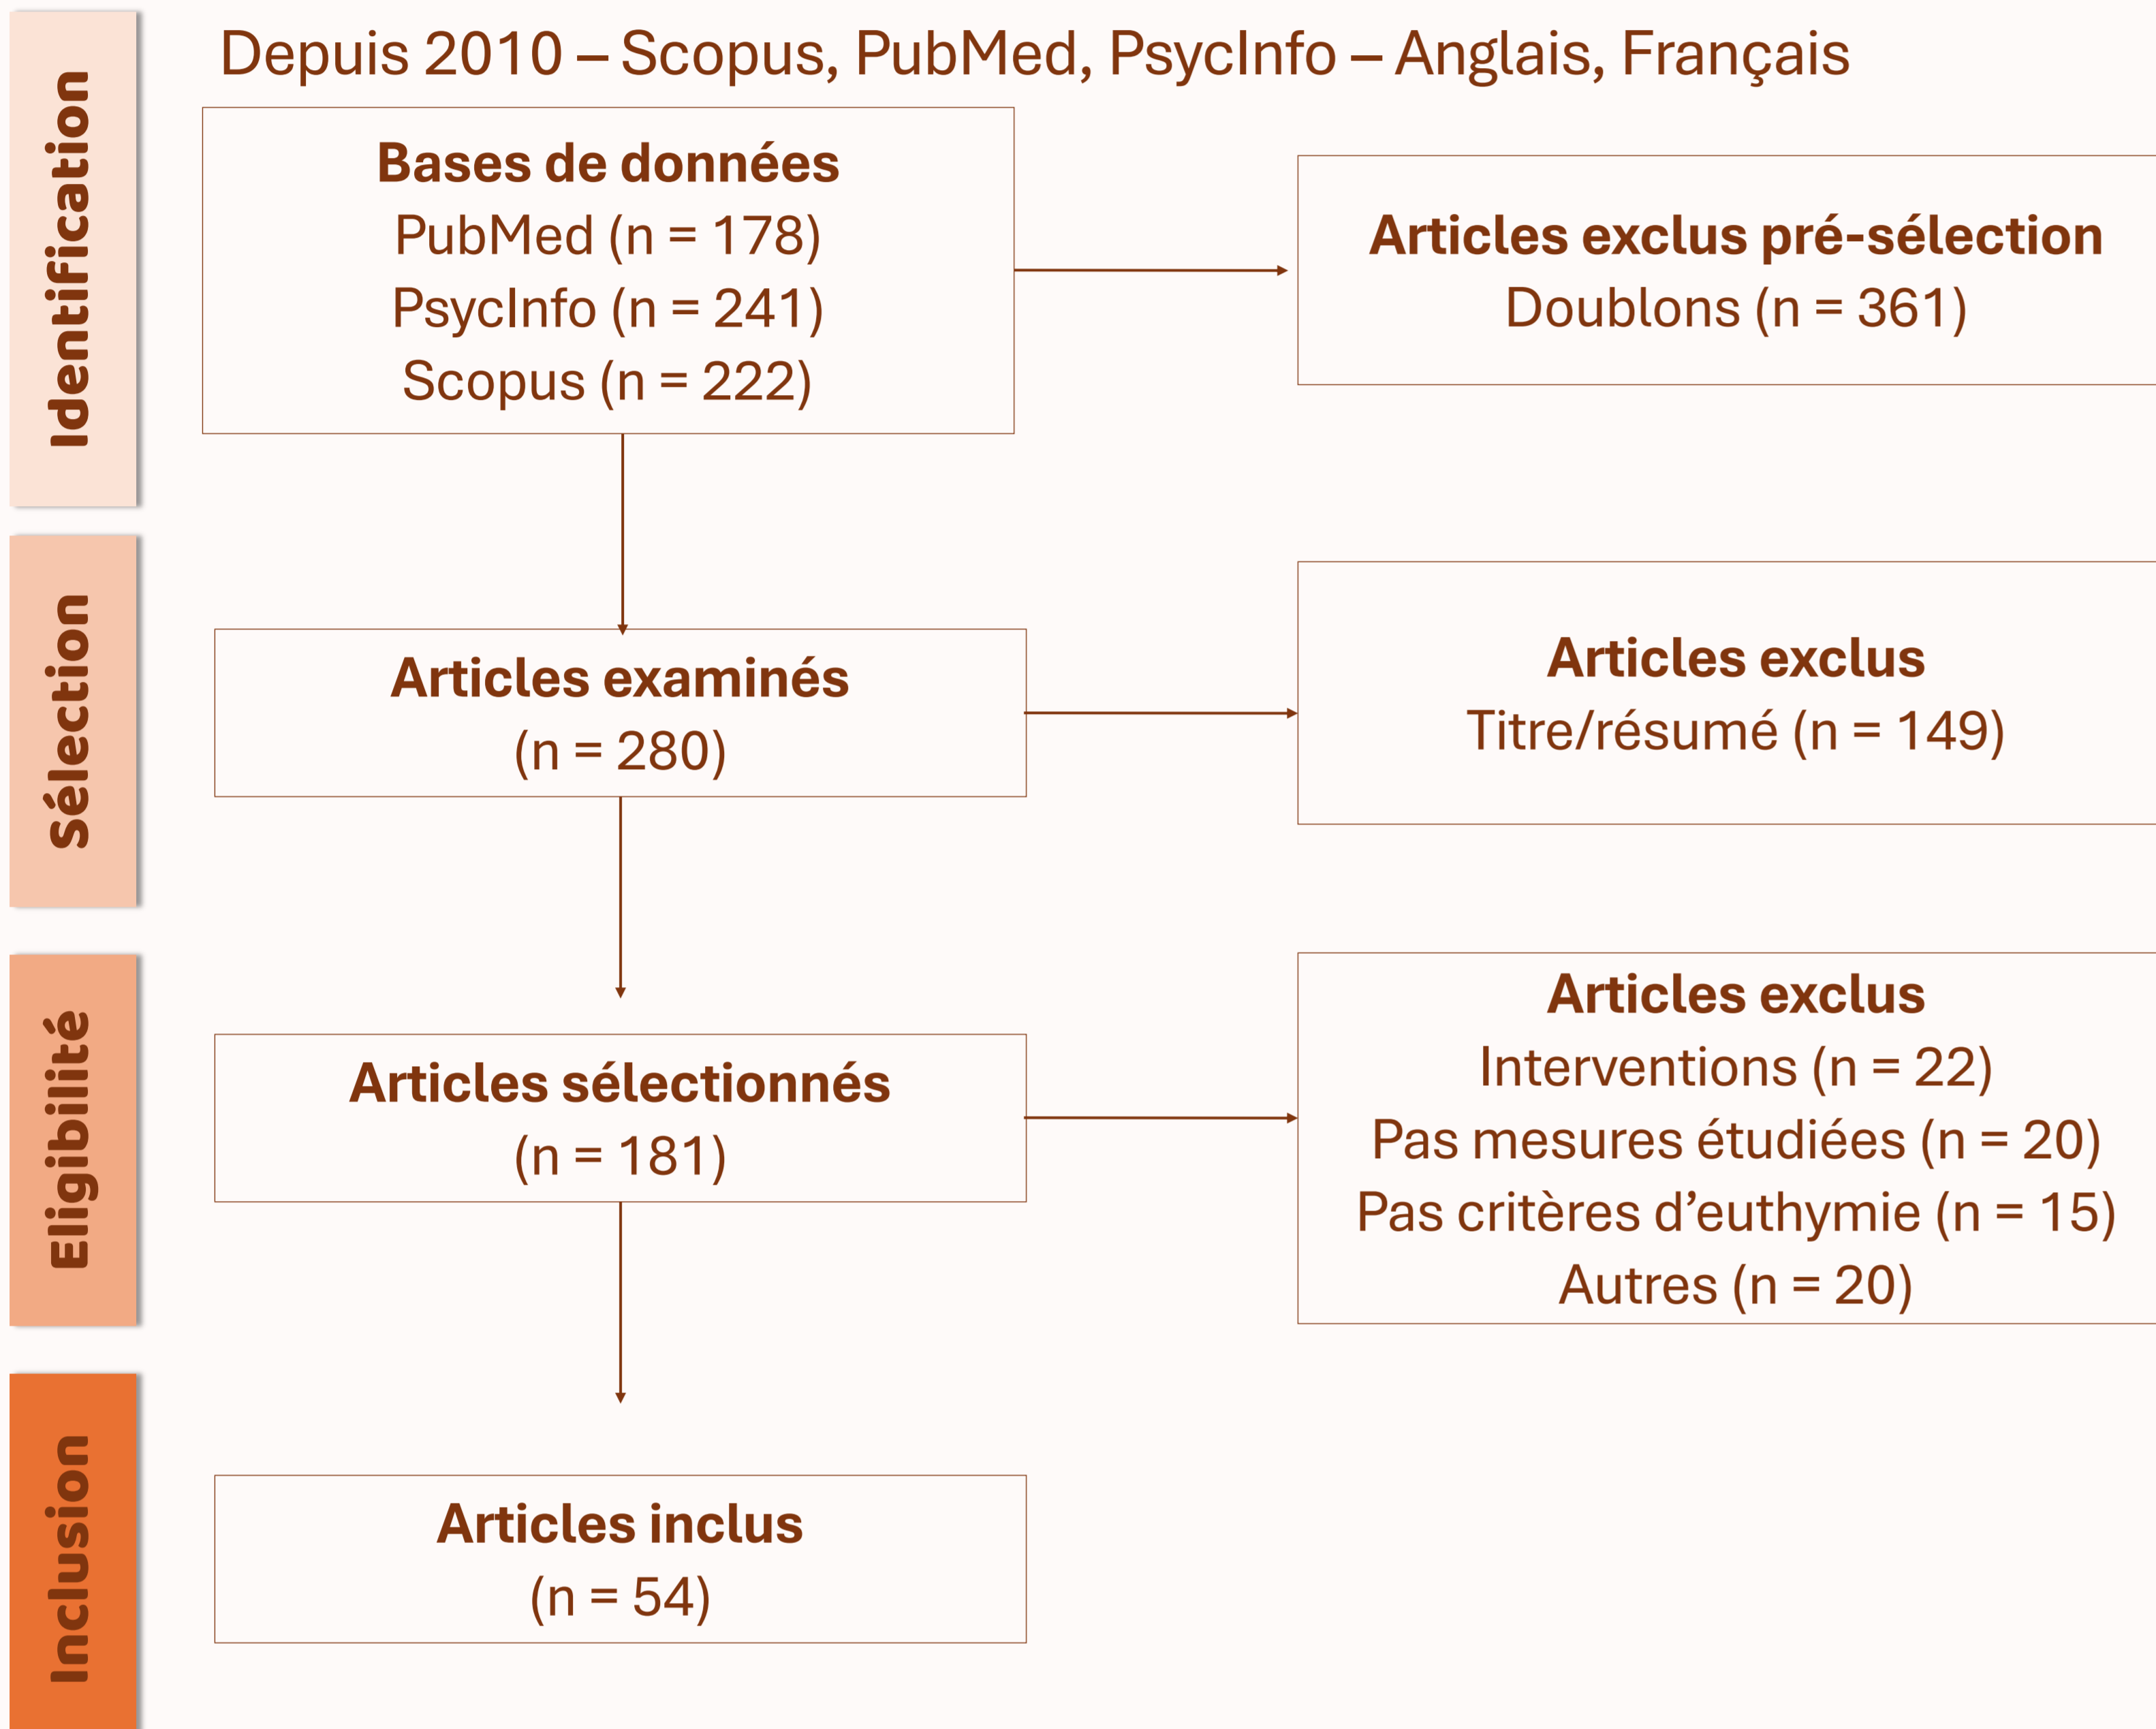 Depuis 2010 – Scopus, PubMed, PsycInfo – Anglais, Français
Identification
Bases de données
PubMed (n = 178)
PsycInfo (n = 241)
Scopus (n = 222)
Articles exclus pré-sélection
Doublons (n = 361)
Sélection
Articles examinés
(n = 280)
Articles exclus
Titre/résumé (n = 149)
Eligibilité
Articles sélectionnés
(n = 181)
Articles exclus
Interventions (n = 22)
Pas mesures étudiées (n = 20)
Pas critères d’euthymie (n = 15)
Autres (n = 20)
Inclusion
Articles inclus
(n = 54)